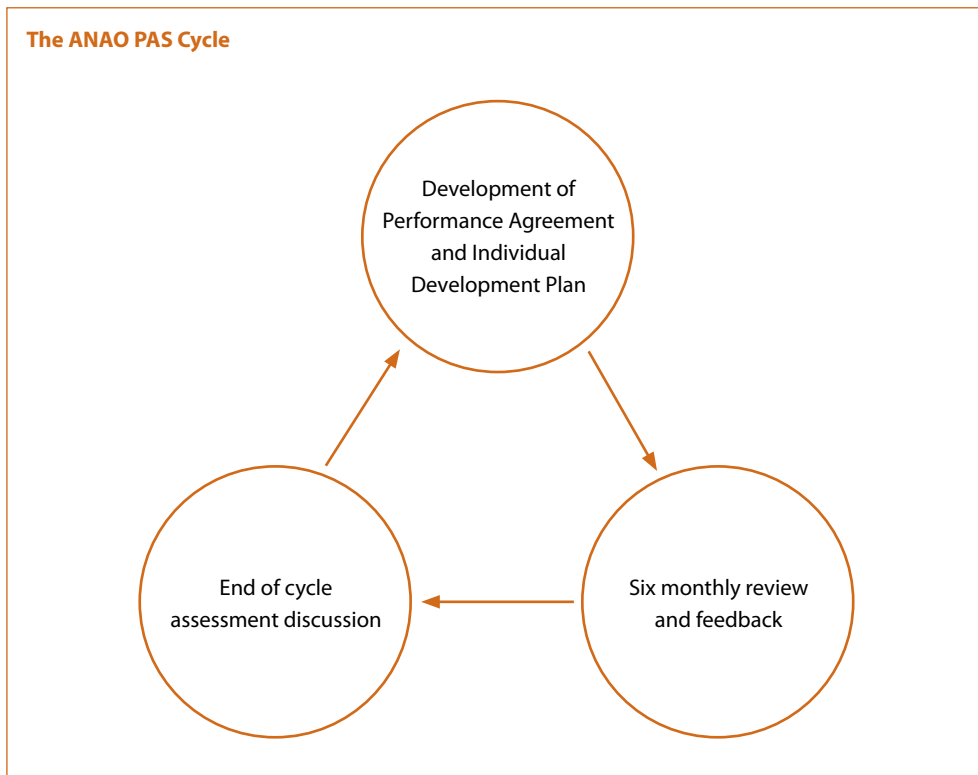 The ANAO PAS Cycle
Development of
Performance Agreement
and Individual
Development Plan
End of cycle
assessment discussion
Six monthly review
and feedback